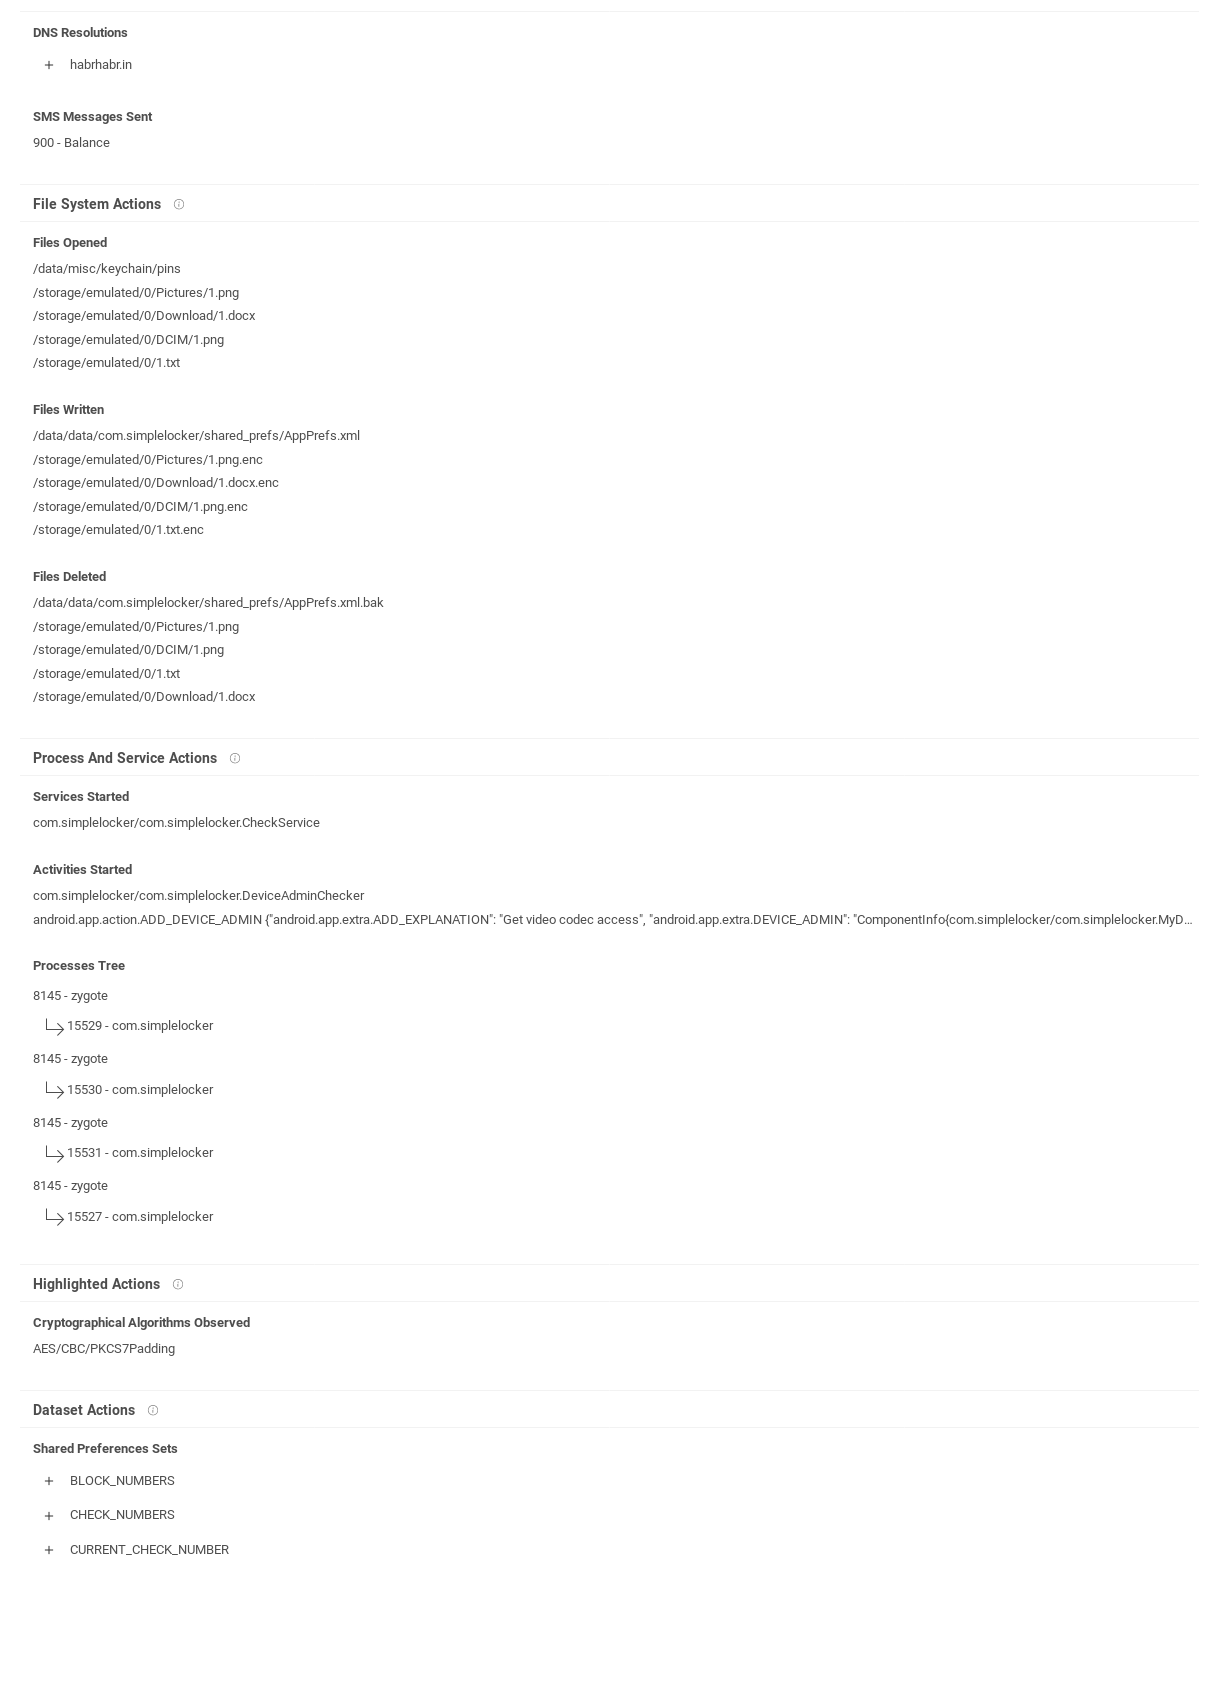 DNS Resolutions
+ habrhabr.in
SMS Messages Sent
900 - Balance
File System Actions
Files Opened
/data/misc/keychain/pins
/storage/emulated/0/Pictures/1.png
/storage/emulated/0/Download/1.docx
/storage/emulated/0/DCIM/1.png
/storage/emulated/0/1.txt
Files Written
/data/data/com.simplelocker/shared_prefs/AppPrefs.xml
/storage/emulated/0/Pictures/1.png.enc
/storage/emulated/0/Download/1.docx.enc
/storage/emulated/0/DCIM/1.png.enc
/storage/emulated/0/1.txt.enc
Files Deleted
/data/data/com.simplelocker/shared_prefs/AppPrefs.xml.bak
/storage/emulated/0/Pictures/1.png
/storage/emulated/0/DCIM/1.png
/storage/emulated/0/1.txt
/storage/emulated/0/Download/1.docx
Process And Service Actions
Services Started
com.simplelocker/com.simplelocker.CheckService
Activities Started
com.simplelocker/com.simplelocker.DeviceAdminChecker
android.app.action.ADD_DEVICE_ADMIN {"android.app.extra.ADD_EXPLANATION": "Get video codec access", "android.app.extra.DEVICE_ADMIN": "ComponentInfo{com.simplelocker/com.simplelocker.MyD...
Processes Tree
8145 - zygote
15529 - com.simplelocker
8145 - zygote
15530 - com.simplelocker
8145 - zygote
15531 - com.simplelocker
8145 - zygote
15527 - com.simplelocker
Highlighted Actions
Cryptographical Algorithms Observed
AES/CBC/PKCS7Padding
Dataset Actions
Shared Preferences Sets
+ BLOCK_NUMBERS
+ CHECK_NUMBERS
+ CURRENT_CHECK_NUMBER